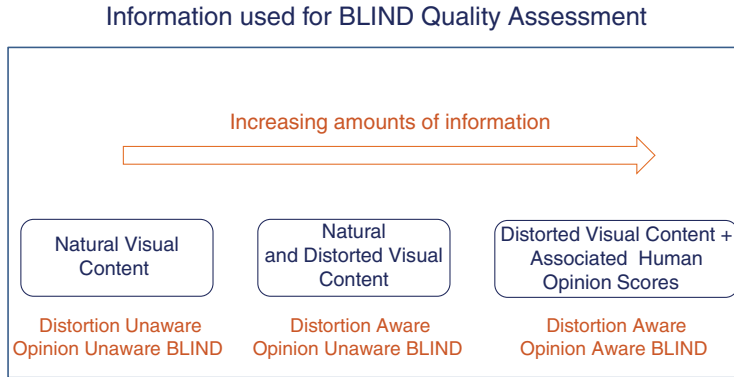 Information used for BLIND Quality Assessment
Increasing amounts of information
Natural Visual
Content
Natural
and Distorted Visual
Content
Distorted Visual Content +
Associated Human
Opinion Scores
Distortion Unaware
Opinion Unaware BLIND
Distortion Aware
Opinion Unaware BLIND
Distortion Aware
Opinion Aware BLIND